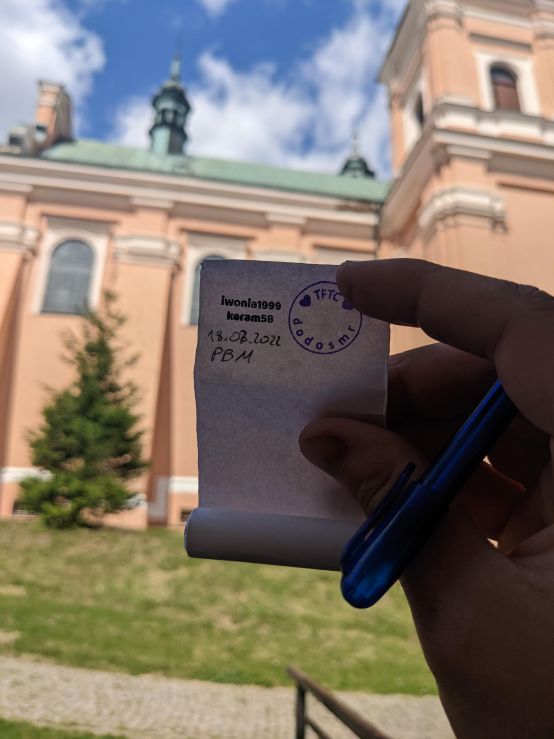 iwonia1999
keram58
TFTC
dodosmr
18.08.2022
PBM